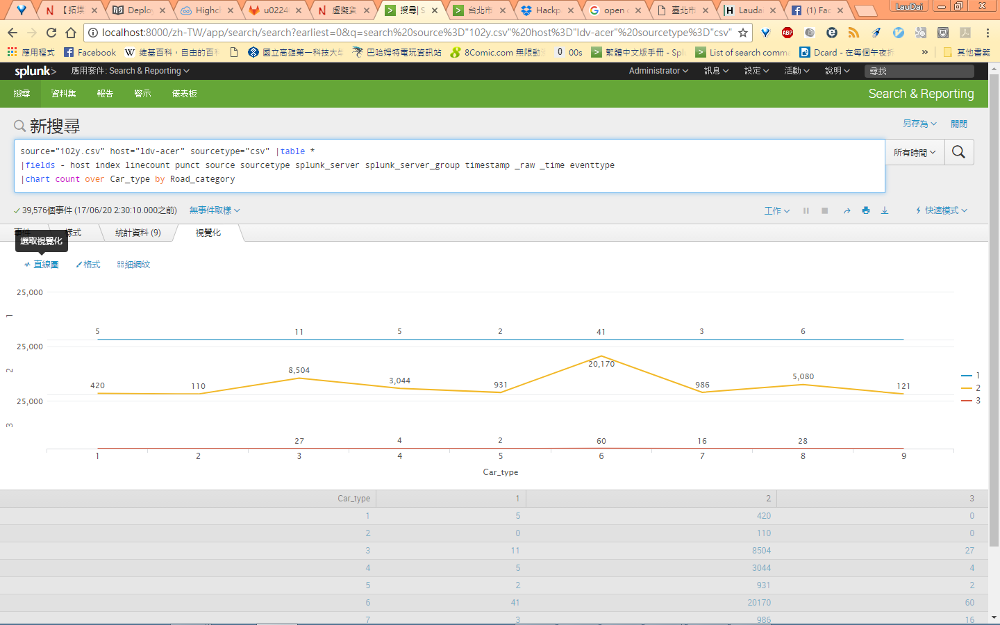 LauDai
【拓墣
Deploy
Highch
u0224
虛擬貨
搜尋| S
台北市
Hackp
open d
臺北市
Laudai
(1) Fac
localhost:8000/zh-TW/app/search/search?earliest=0&q=search%20source%3D"102y.csv"%20host%3D"ldv-acer"%20sourcetype%3D"csv"
應用程式
Facebook
維基百科，自由的百科
國立高雄第一科技大學
巴哈姆特電玩資訊站
8Comic.com 無限動漫
00s
繁體中文版手冊 - Spl
List of search comma
Dcard - 在每個午夜拆
»
其他書籤
splunk>
應用套件: Search & Reporting
Administrator
訊息
設定
活動
說明
尋找
搜尋
資料集
報告
警示
儀表板
Search & Reporting
新搜尋
另存為
關閉
source="102y.csv" host="ldv-acer" sourcetype="csv" |table *
|fields - host index linecount punct source sourcetype splunk_server splunk_server_group timestamp _raw _time eventtype
|chart count over Car_type by Road_category
所有時間
39,576個事件 (17/06/20 2:30:10.000之前)
無事件取樣
工作
快速模式
事件
樣式
統計資料 (9)
視覺化
選取視覺化
直線圖
格式
細網紋
25,000
1
5 11 5 2 41 3 6
25,000
2
420 110 8,504 3,044 931 20,170 986 5,080 121
25,000
3
27 4 2 60 16 28
1 2 3 4 5 6 7 8 9
Car_type
1
2
3
Car_type 1 2 3
1 5 420 0
2 0 110 0
3 11 8504 27
4 5 3044 4
5 2 931 2
6 41 20170 60
7 3 986 16